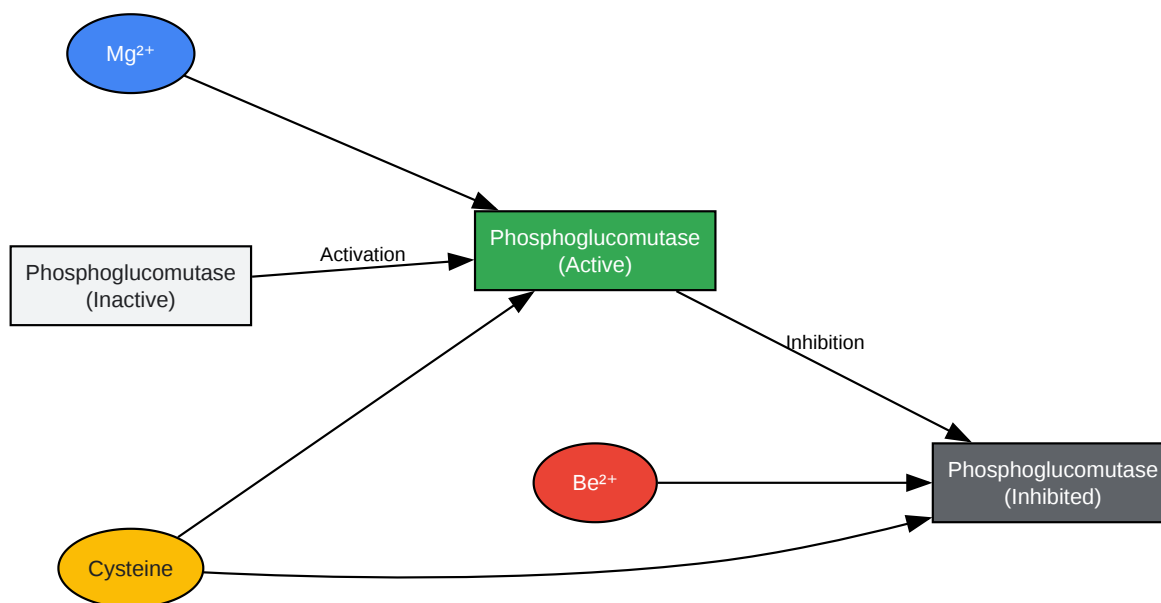 Mg²⁺
Phosphoglucomutase
(Active)
Activation
Phosphoglucomutase
(Inactive)
Inhibition
Be²⁺
Phosphoglucomutase
(Inhibited)
Cysteine